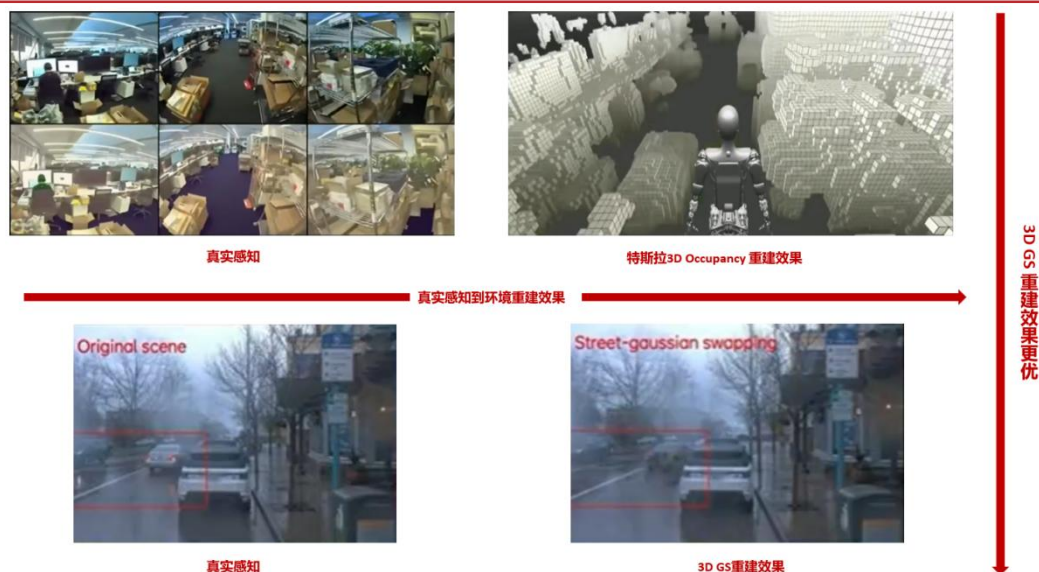 真实感知
特斯拉3D Occupancy 重建效果
真实感知到环境重建效果
3D GS 重建效果更优
Original scene
Street-gaussian swapping
真实感知
3D GS重建效果